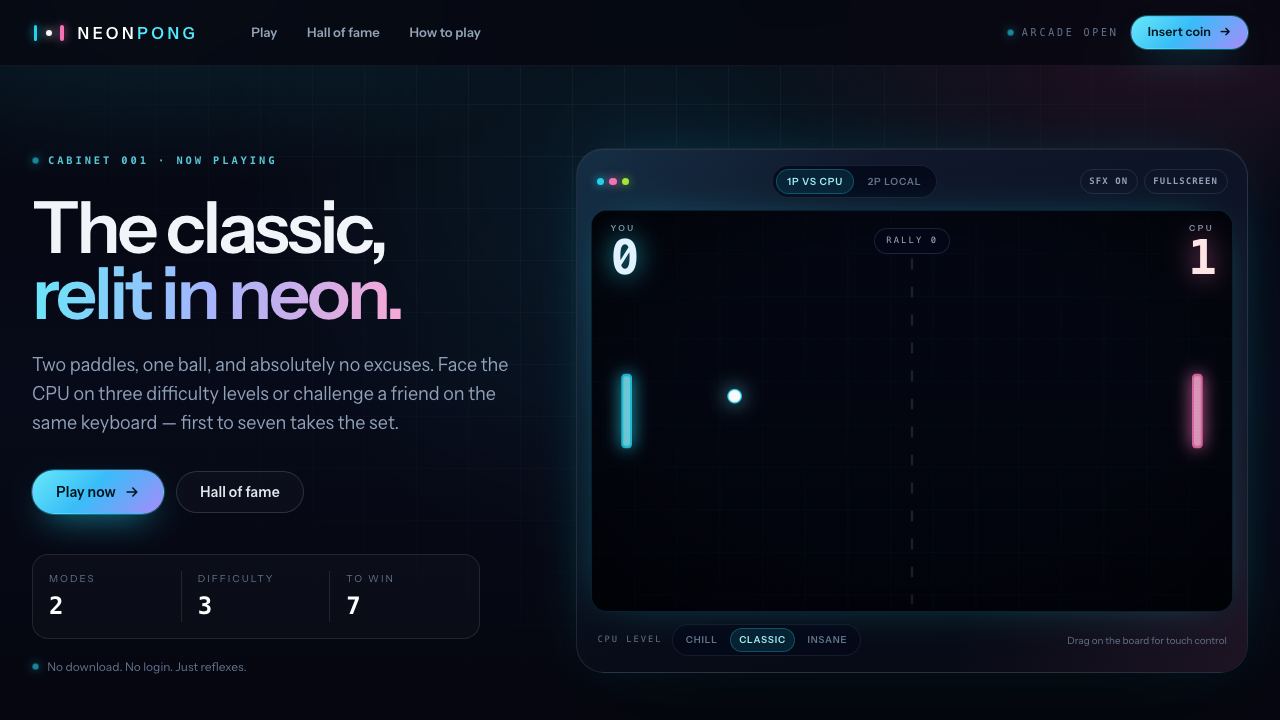 NEONPONG
Play
Hall of fame
How to play
ARCADE OPEN
Insert coin →
CABINET 001 · NOW PLAYING
The classic,
relit in neon.
Two paddles, one ball, and absolutely no excuses. Face the
CPU on three difficulty levels or challenge a friend on the
same keyboard — first to seven takes the set.
Play now →
Hall of fame
MODES
2
DIFFICULTY
3
TO WIN
7
No download. No login. Just reflexes.
1P VS CPU
2P LOCAL
SFX ON
FULLSCREEN
YOU
0
RALLY 0
CPU
1
CPU LEVEL
CHILL
CLASSIC
INSANE
Drag on the board for touch control